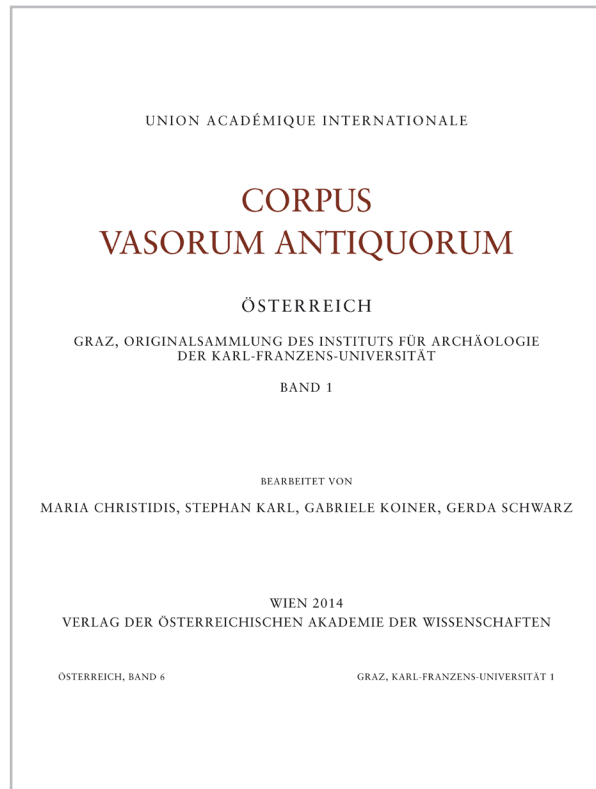 UNION ACADÉMIQUE INTERNATIONALE
CORPUS
VASORUM ANTIQUORUM
ÖSTERREICH
GRAZ, ORIGINALSAMMLUNG DES INSTITUTS FÜR ARCHÄOLOGIE
DER KARL-FRANZENS-UNIVERSITÄT
BAND 1
BEARBEITET VON
MARIA CHRISTIDIS, STEPHAN KARL, GABRIELE KOINER, GERDA SCHWARZ
WIEN 2014
VERLAG DER ÖSTERREICHISCHEN AKADEMIE DER WISSENSCHAFTEN
ÖSTERREICH, BAND 6
GRAZ, KARL-FRANZENS-UNIVERSITÄT 1